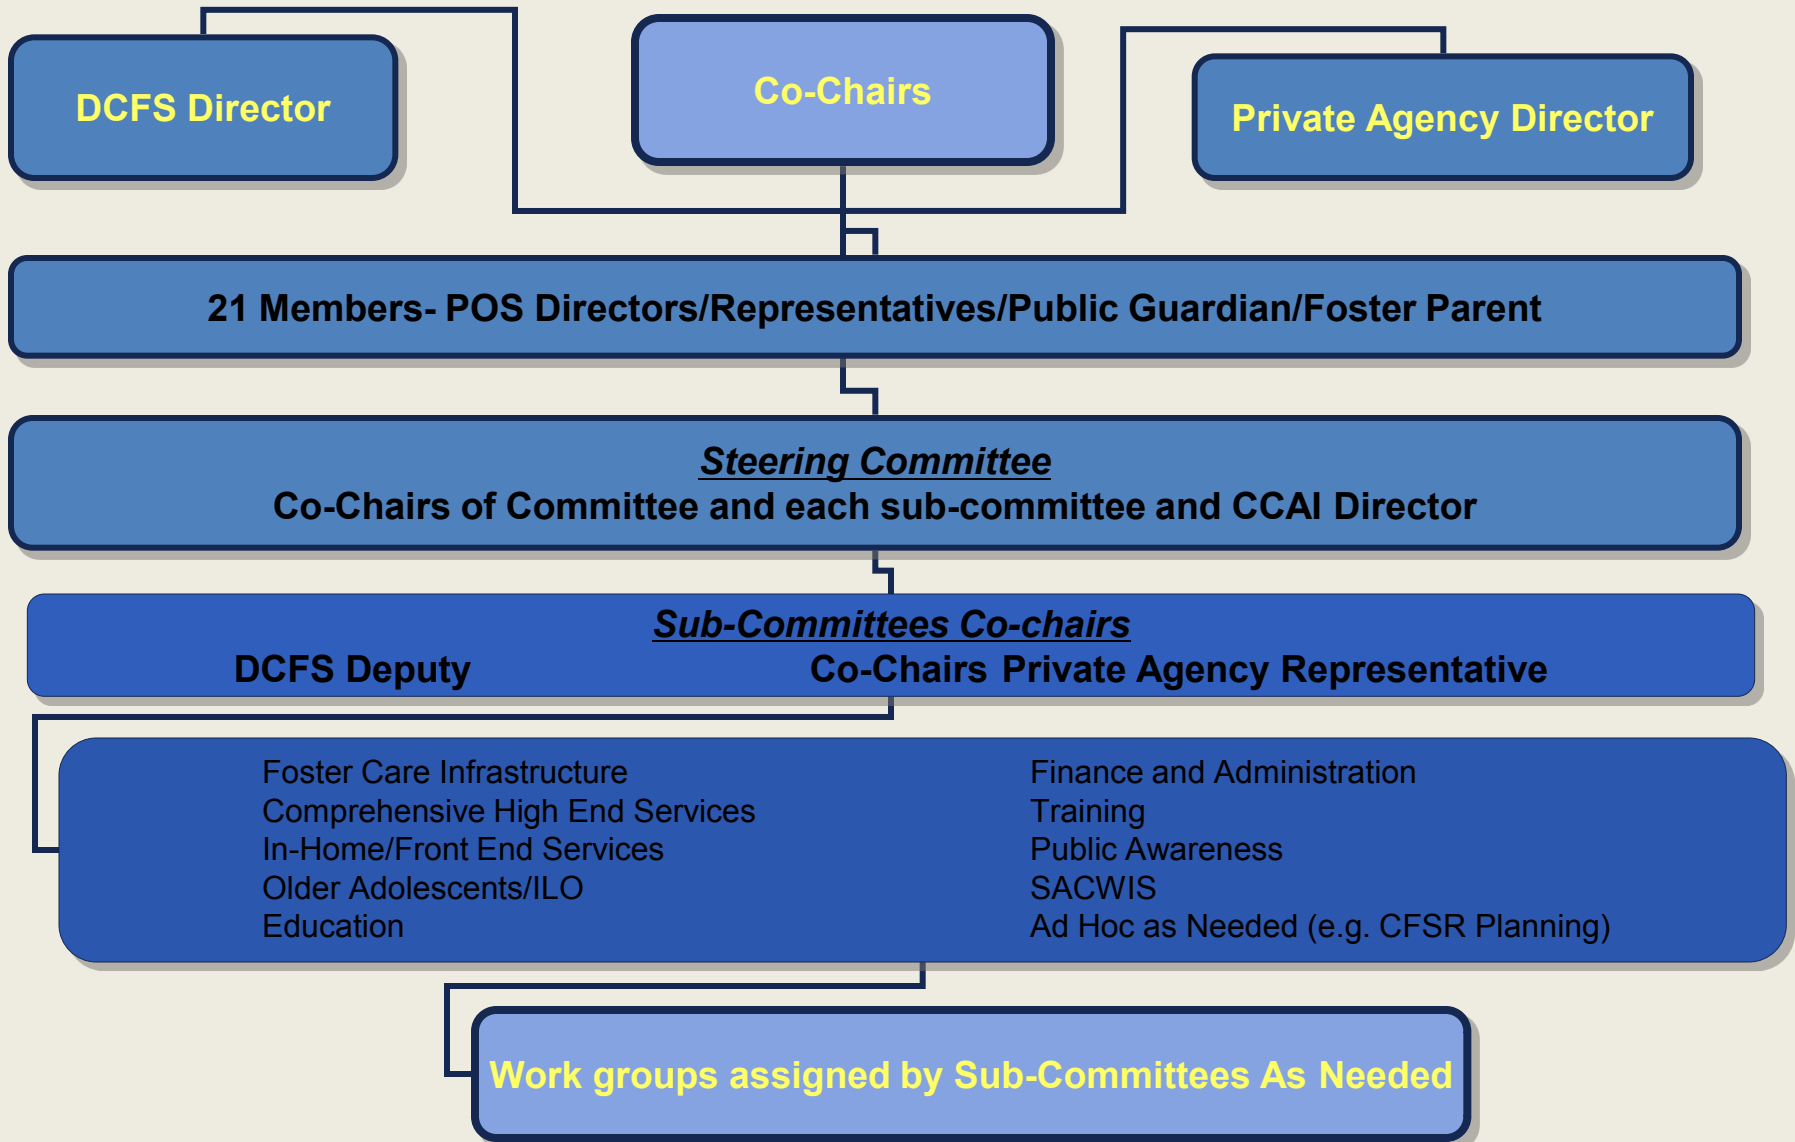 DCFS Director
Co-Chairs
Private Agency Director
21 Members- POS Directors/Representatives/Public Guardian/Foster Parent
Steering Committee
Co-Chairs of Committee and each sub-committee and CCAI Director
Sub-Committees Co-chairs
DCFS Deputy Co-Chairs Private Agency Representative
Foster Care Infrastructure
Comprehensive High End Services
In-Home/Front End Services
Older Adolescents/ILO
Education
Finance and Administration
Training
Public Awareness
SACWIS
Ad Hoc as Needed (e.g. CFSR Planning)
Work groups assigned by Sub-Committees As Needed